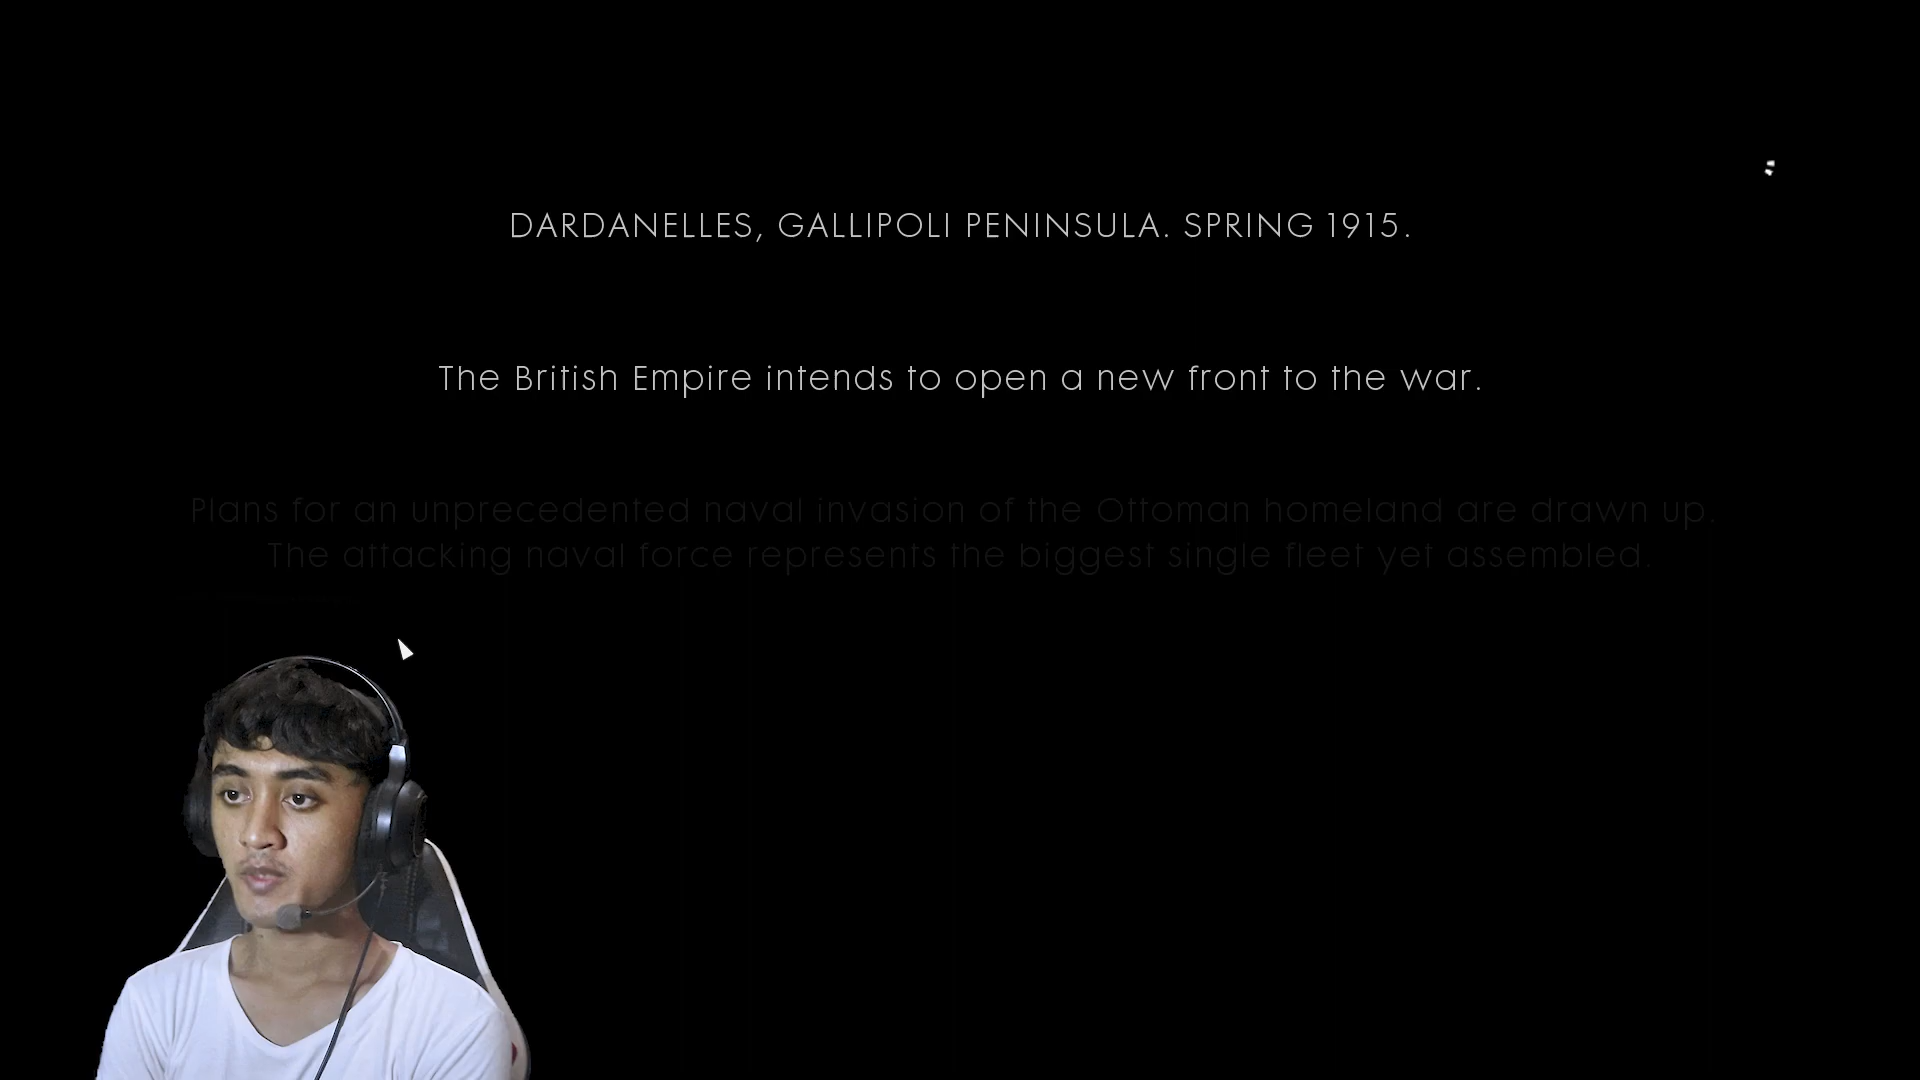 DARDANELLES, GALLIPOLI PENINSULA. SPRING 1915.
The British Empire intends to open a new front to the war.
Plans for an unprecedented naval invasion of the Ottoman homeland are drawn up.
The attacking naval force represents the biggest single fleet yet assembled.